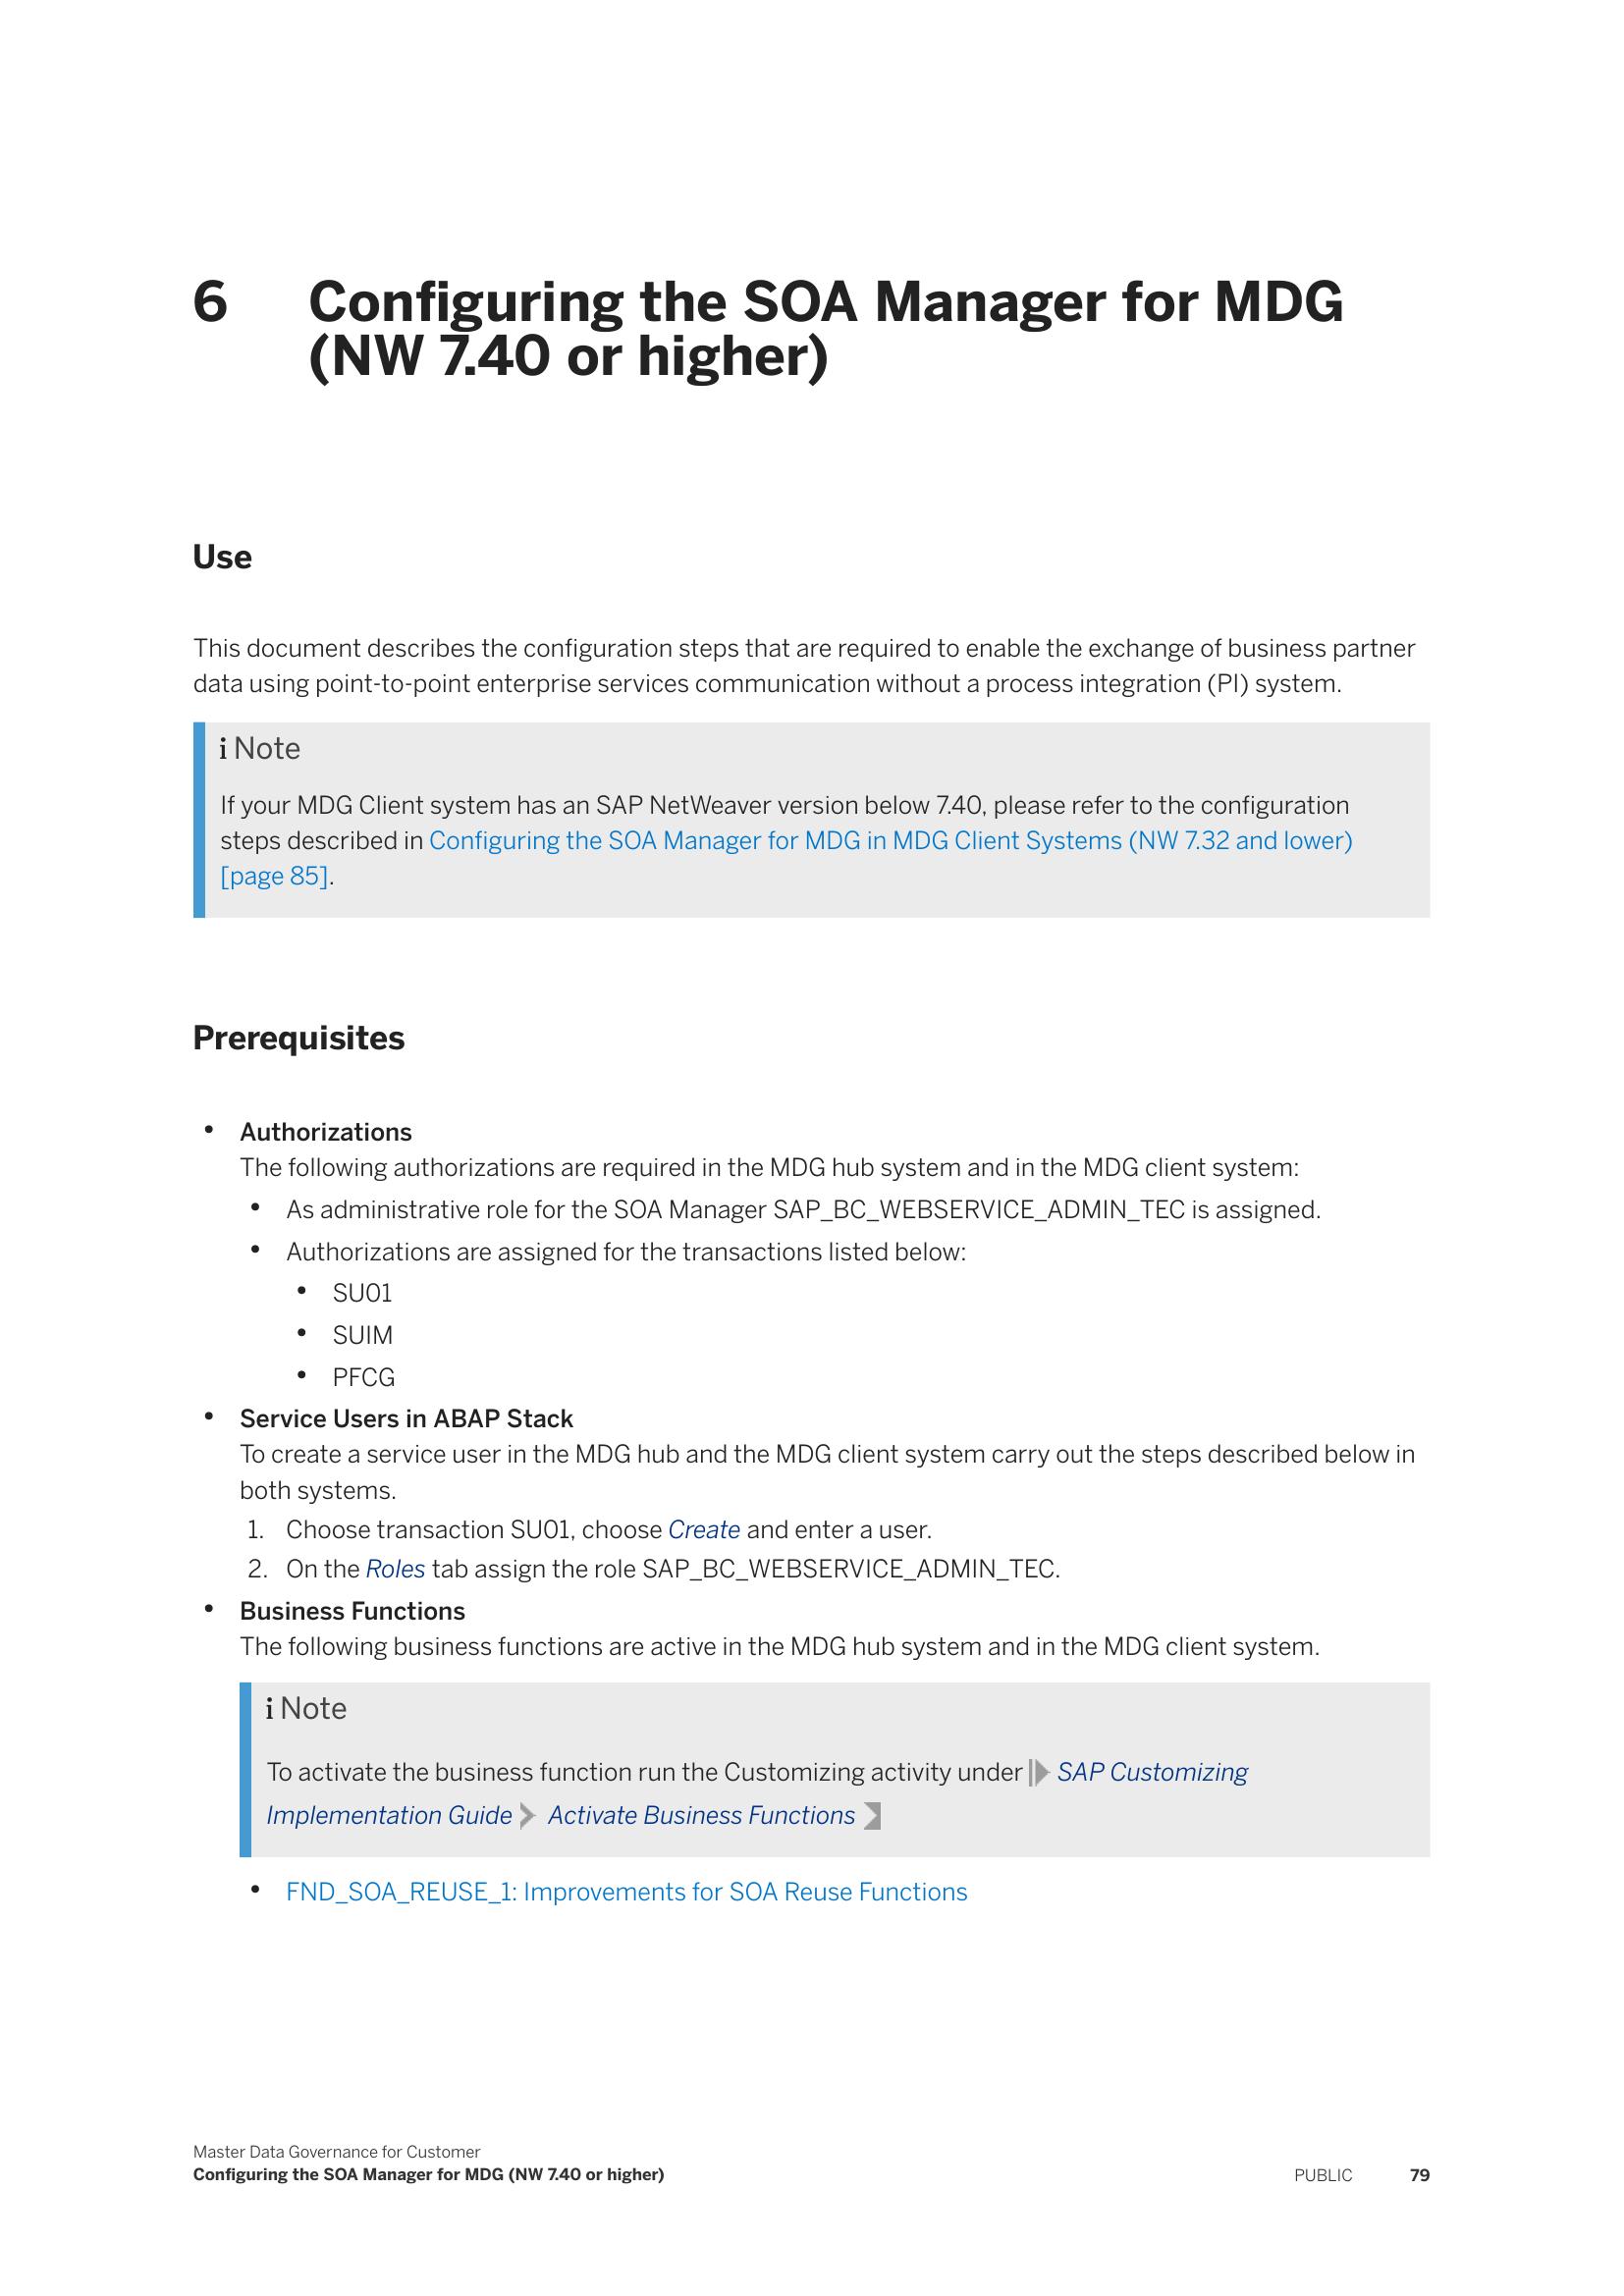 6 Configuring the SOA Manager for MDG
(NW 7.40 or higher)
Use
This document describes the configuration steps that are required to enable the exchange of business partner
data using point-to-point enterprise services communication without a process integration (PI) system.
i Note
If your MDG Client system has an SAP NetWeaver version below 7.40, please refer to the configuration
steps described in Configuring the SOA Manager for MDG in MDG Client Systems (NW 7.32 and lower)
[page 85].
Prerequisites
• Authorizations
The following authorizations are required in the MDG hub system and in the MDG client system:
• As administrative role for the SOA Manager SAP_BC_WEBSERVICE_ADMIN_TEC is assigned.
• Authorizations are assigned for the transactions listed below:
• SU01
• SUIM
• PFCG
• Service Users in ABAP Stack
To create a service user in the MDG hub and the MDG client system carry out the steps described below in
both systems.
1. Choose transaction SU01, choose Create and enter a user.
2. On the Roles tab assign the role SAP_BC_WEBSERVICE_ADMIN_TEC.
• Business Functions
The following business functions are active in the MDG hub system and in the MDG client system.
i Note
To activate the business function run the Customizing activity under SAP Customizing
Implementation Guide Activate Business Functions
• FND_SOA_REUSE_1: Improvements for SOA Reuse Functions
Master Data Governance for Customer
Configuring the SOA Manager for MDG (NW 7.40 or higher)
PUBLIC 79